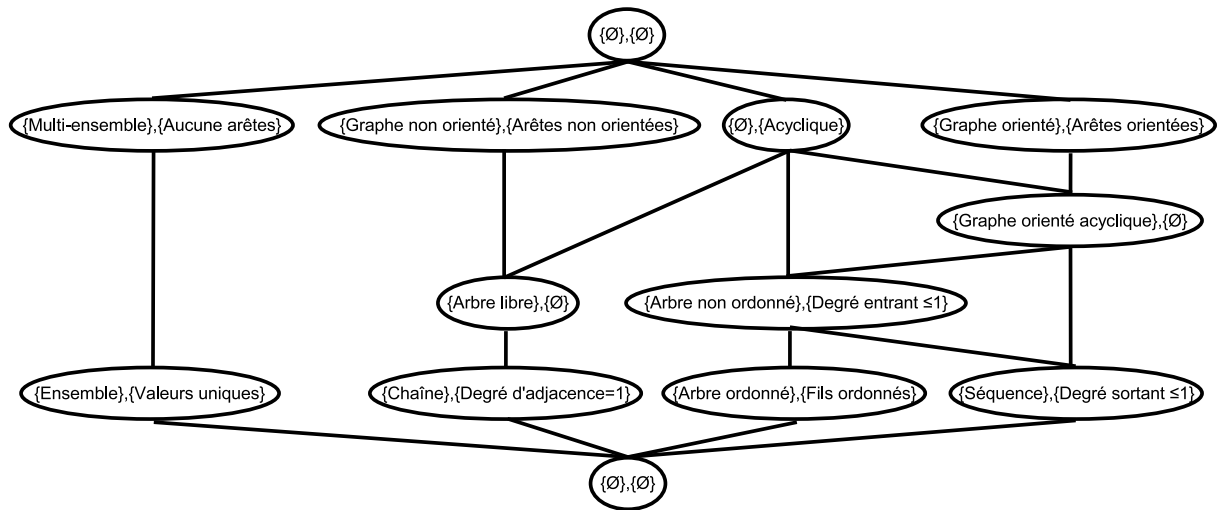 {Ø},{Ø}
{Multi-ensemble},{Aucune arêtes}
{Graphe non orienté},{Arêtes non orientées}
{Ø},{Acyclique}
{Graphe orienté},{Arêtes orientées}
{Graphe orienté acyclique},{Ø}
{Arbre libre},{Ø}
{Arbre non ordonné},{Degré entrant ≤1}
{Ensemble},{Valeurs uniques}
{Chaîne},{Degré d'adjacence=1}
{Arbre ordonné},{Fils ordonnés}
{Séquence},{Degré sortant ≤1}
{Ø},{Ø}